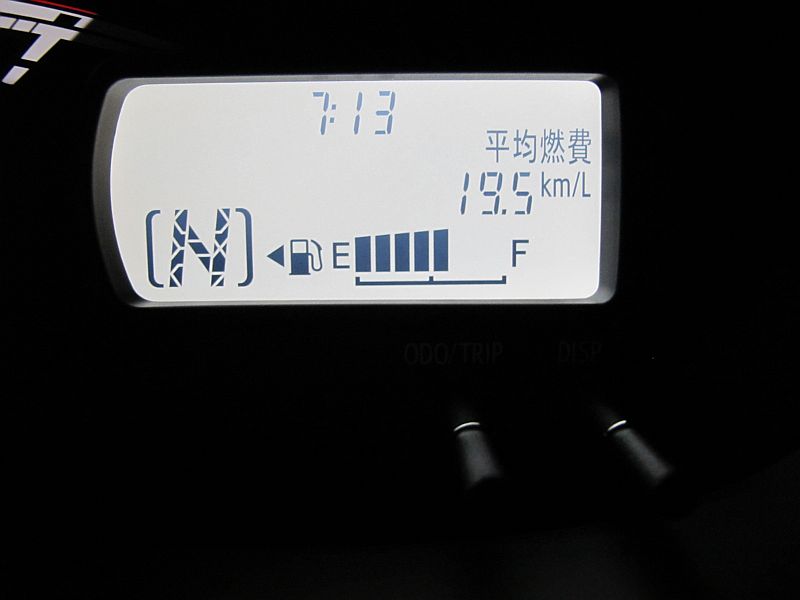 7:13
平均燃費
19.5 km/L
N E F
ODO/TRIP DISP